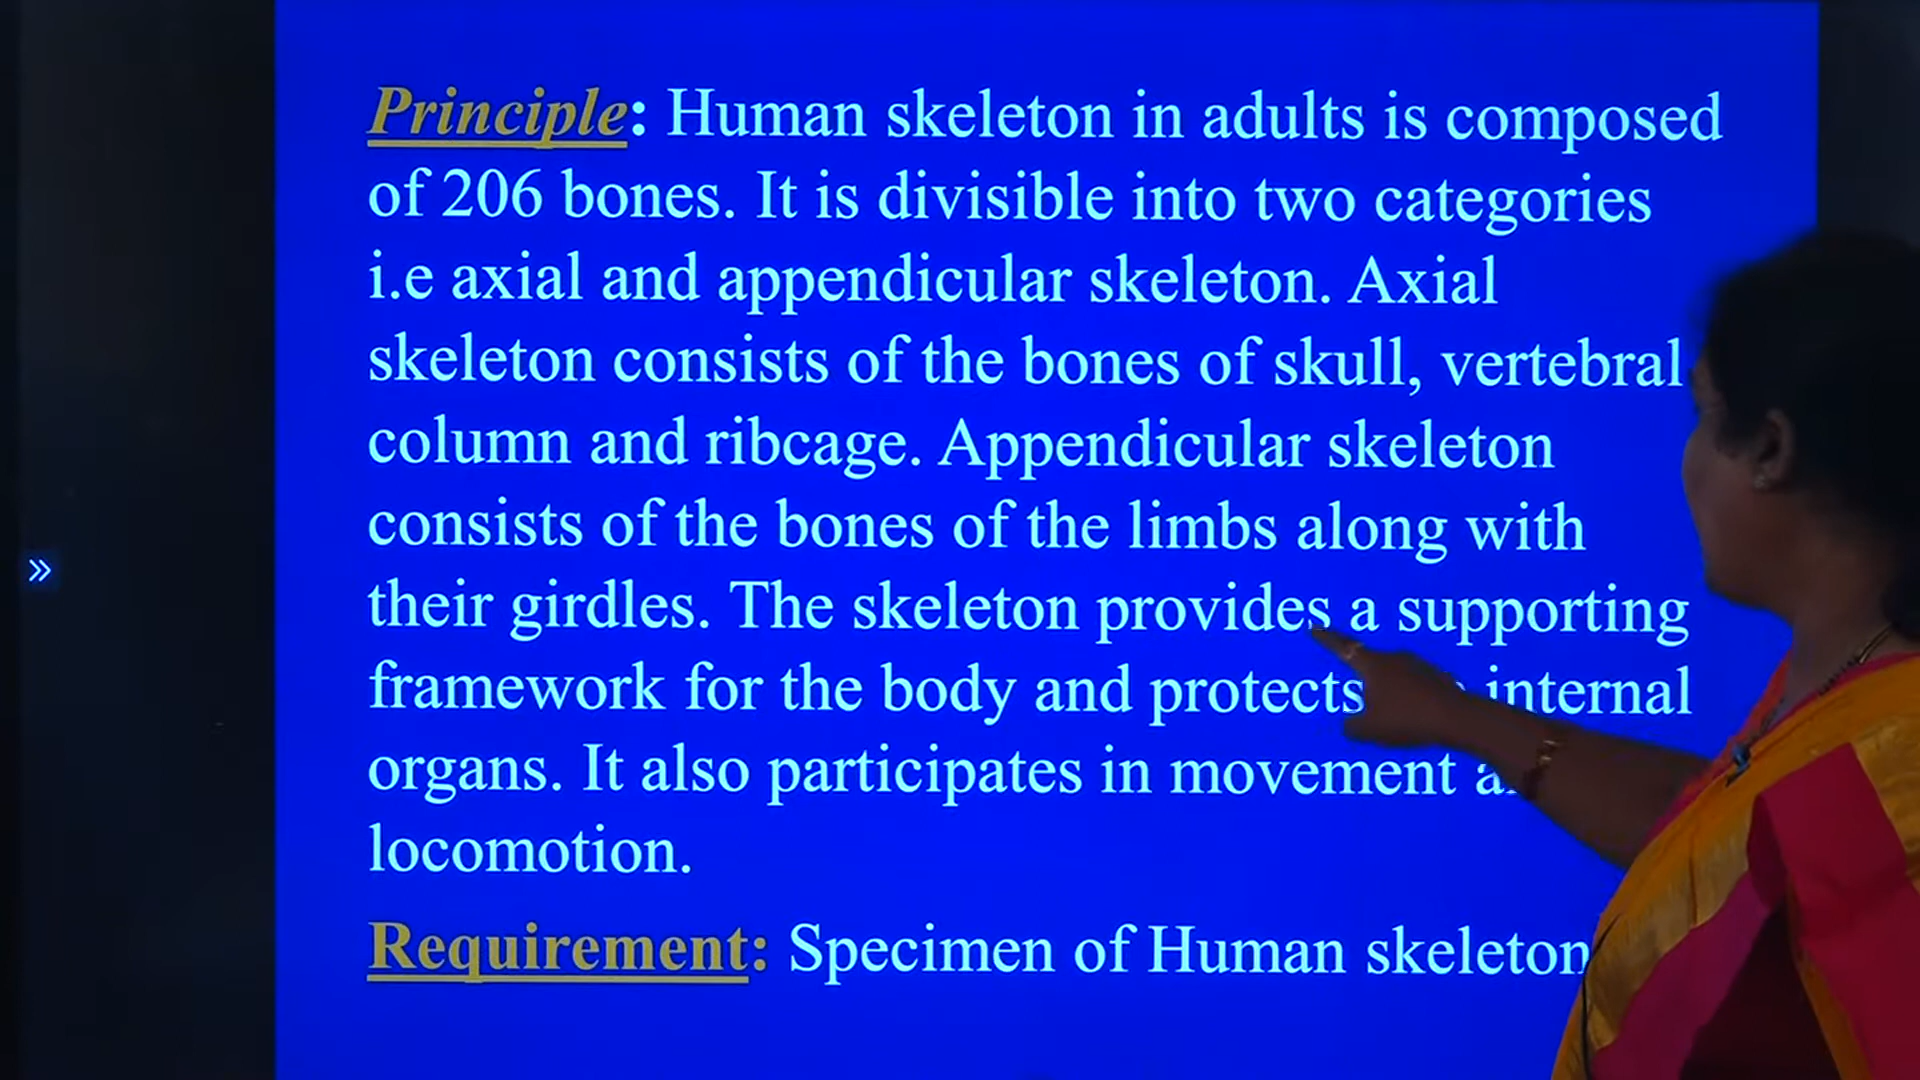 Principle: Human skeleton in adults is composed
of 206 bones. It is divisible into two categories
i.e axial and appendicular skeleton. Axial
skeleton consists of the bones of skull, vertebral
column and ribcage. Appendicular skeleton
consists of the bones of the limbs along with
their girdles. The skeleton provides a supporting
framework for the body and protects internal
organs. It also participates in movement
locomotion.
Requirement: Specimen of Human skeleton